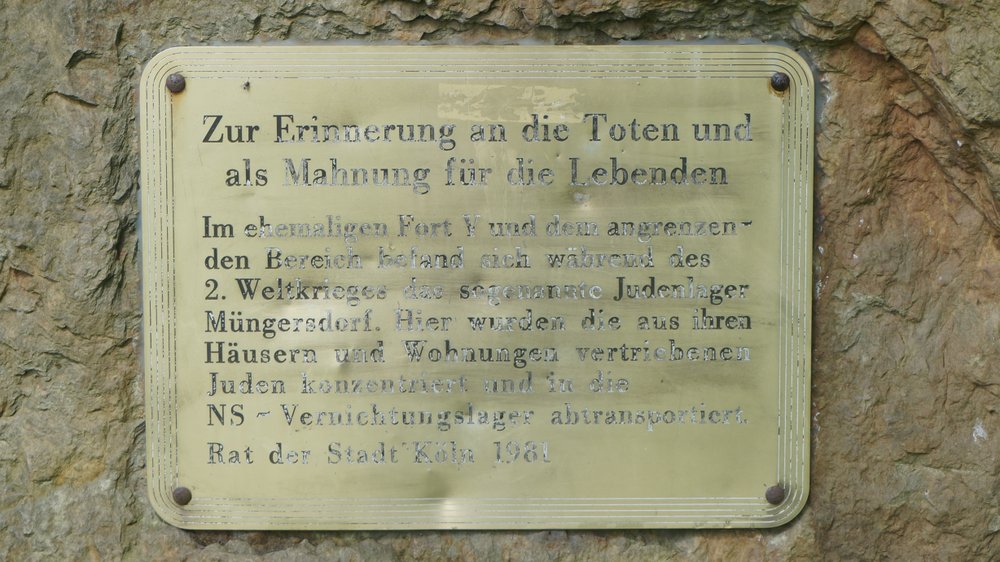 Zur Erinnerung an die Toten und
als Mahnung für die Lebenden
Im ehemaligen Fort V und dem angrenzen-
den Bereich befand sich während des
2. Weltkrieges das sogenannte Judenlager
Müngersdorf. Hier wurden die aus ihren
Häusern und Wohnungen vertriebenen
Juden konzentriert und in die
NS - Vernichtungslager abtransportiert.
Rat der Stadt Köln 1981